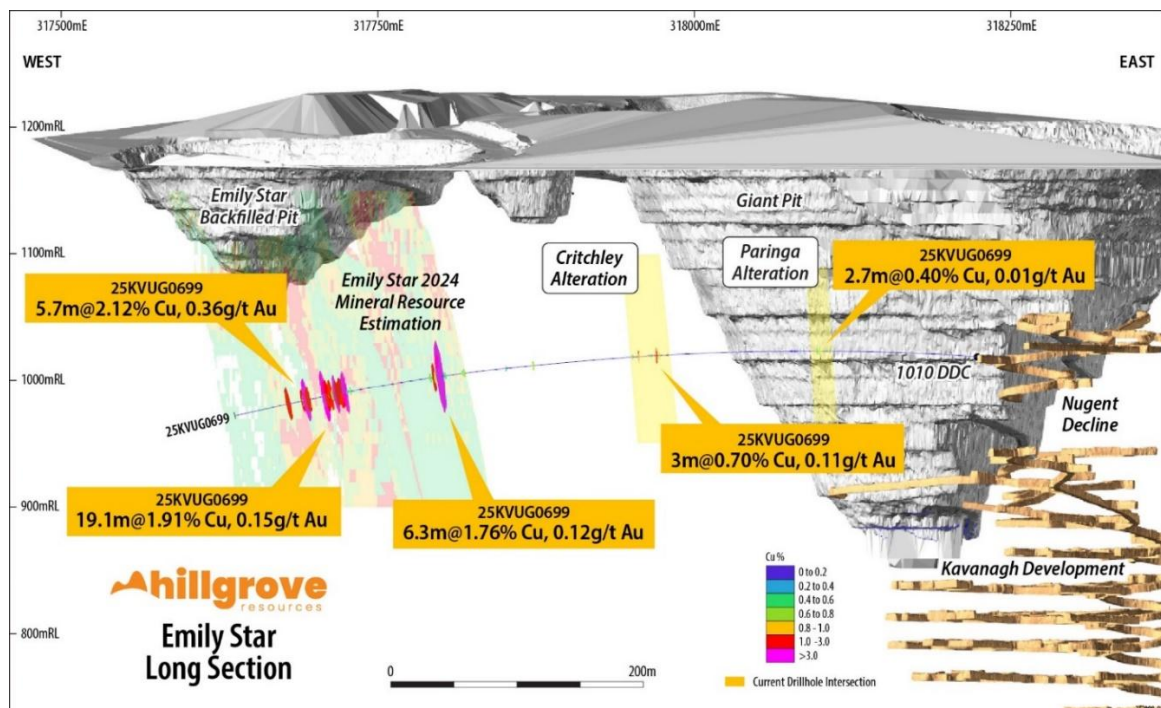 317500mE
317750mE
318000mE
318250mE
WEST
EAST
1200mRL
1100mRL
1000mRL
900mRL
800mRL
Emily Star
Backfilled Pit
Giant Pit
Critchley
Alteration
Paringa
Alteration
25KVUG0699
2.7m@0.40% Cu, 0.01g/t Au
25KVUG0699
5.7m@2.12% Cu, 0.36g/t Au
Emily Star 2024
Mineral Resource
Estimation
1010 DDC
Nugent
Decline
25KVUG0699
25KVUG0699
3m@0.70% Cu, 0.11g/t Au
25KVUG0699
19.1m@1.91% Cu, 0.15g/t Au
25KVUG0699
6.3m@1.76% Cu, 0.12g/t Au
Kavanagh Development
hillgrove
resources
Emily Star
Long Section
0
200m
Cu %
0 to 0.2
0.2 to 0.4
0.4 to 0.6
0.6 to 0.8
0.8 - 1.0
1.0 -3.0
>3.0
Current Drillhole Intersection